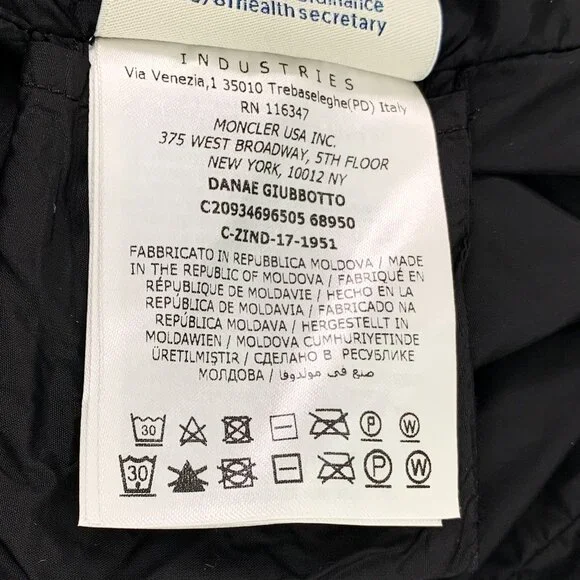 health secretary
INDUSTRIES
Via Venezia,1 35010 Trebaseleghe(PD) Italy
RN 116347
MONCLER USA INC.
375 WEST BROADWAY, 5TH FLOOR
NEW YORK, 10012 NY
DANAE GIUBBOTTO
C20934696505 68950
C-ZIND-17-1951
FABBRICATO IN REPUBBLICA MOLDOVA / MADE
IN THE REPUBLIC OF MOLDOVA / FABRIQUÉ EN
RÉPUBLIQUE DE MOLDAVIE / HECHO EN LA
REPÚBLICA DE MOLDAVIA / FABRICADO NA
REPÚBLICA MOLDAVA / HERGESTELLT IN
MOLDAWIEN / MOLDOVA CUMHURIYETINDE
ÜRETILMIŞTIR / СДЕЛАНО В РЕСПУБЛИКЕ
МОЛДОВА / صنع في مولدوفا
30 P W
30 P W